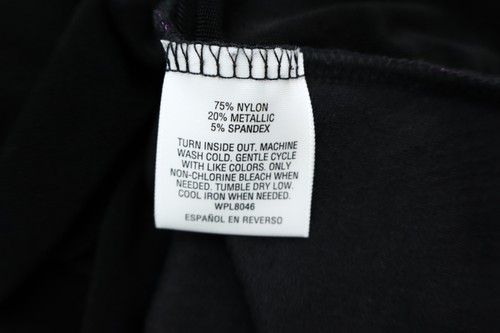 75% NYLON
20% METALLIC
5% SPANDEX
TURN INSIDE OUT. MACHINE
WASH COLD. GENTLE CYCLE
WITH LIKE COLORS. ONLY
NON-CHLORINE BLEACH WHEN
NEEDED. TUMBLE DRY LOW.
COOL IRON WHEN NEEDED.
WPL8046
ESPAÑOL EN REVERSO